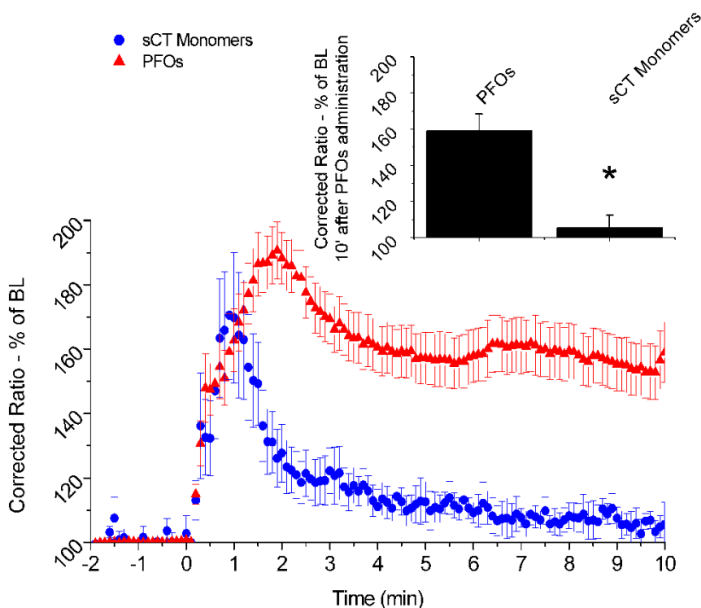 sCT Monomers
PFOs
Corrected Ratio - % of BL
10' after PFOs administration
200
180
160
140
120
100
PFOs
sCT Monomers
*
Corrected Ratio - % of BL
200
180
160
140
120
100
-2 -1 0 1 2 3 4 5 6 7 8 9 10
Time (min)